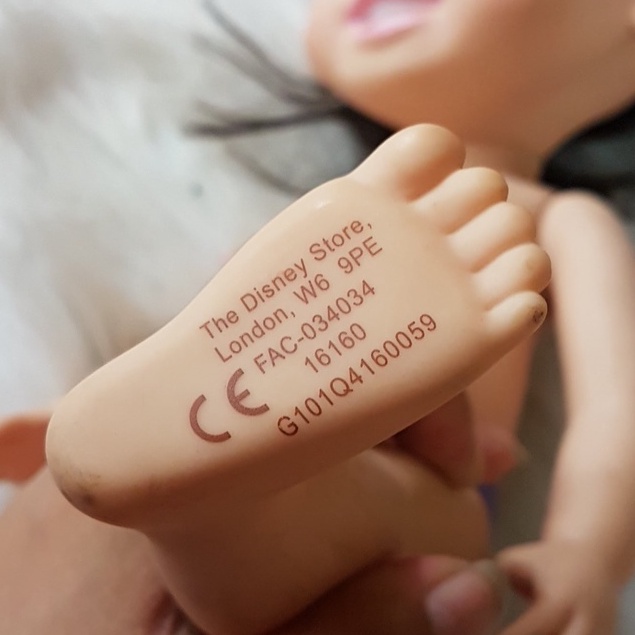 The Disney Store,
London, W6 9PE
FAC-034034
16160
CE G101Q4160059